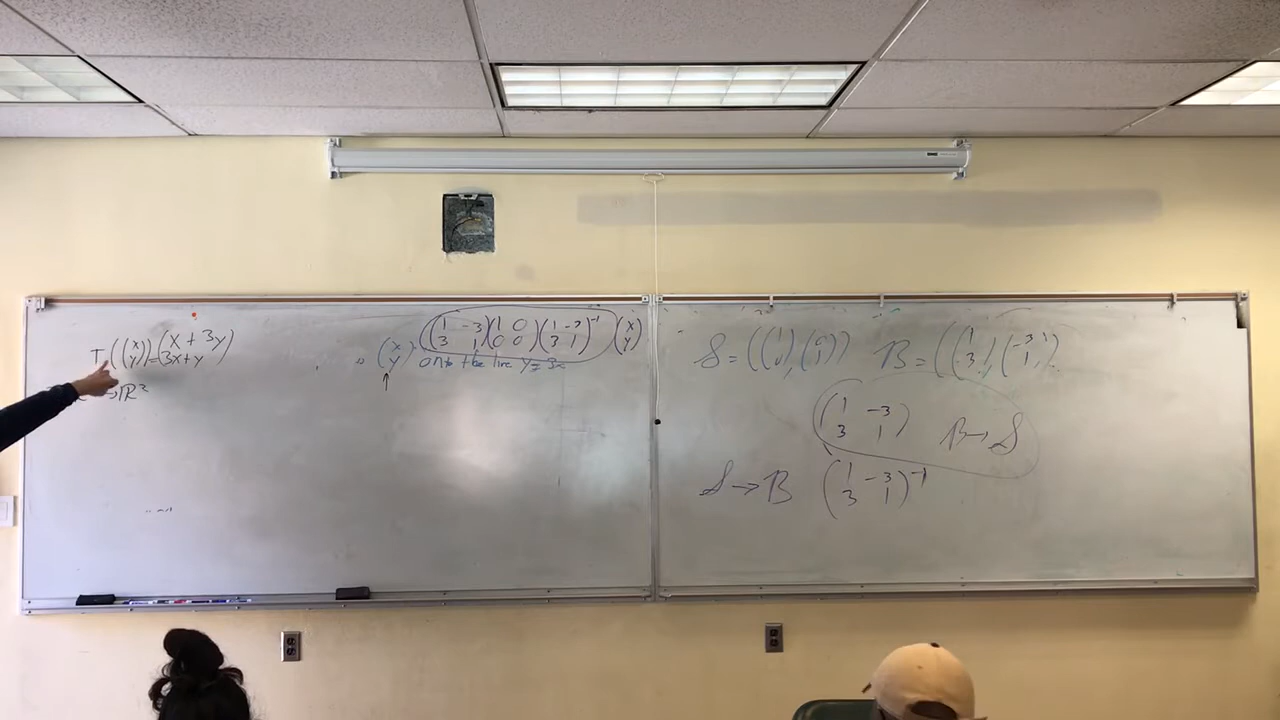 T((x y)) = (x + 3y 3x + y)
→ ℝ²
(x y) ((1 -3 3 1)(1 0 0 0)(1 -3 3 1)⁻¹)(x y)
onto the line y = 3x
↑
S = ((1 0), (0 1)) B = ((1 3), (-3 1))
(1 -3 3 1) B → S
S → B (1 -3 3 1)⁻¹